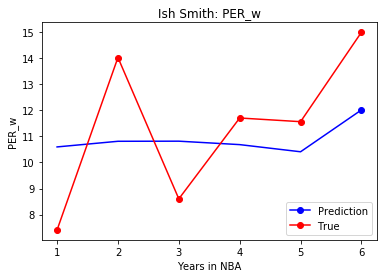 Ish Smith: PER_w
15
14
13
12
11
10
9
8
PER_w
1 2 3 4 5 6
Years in NBA
Prediction
True